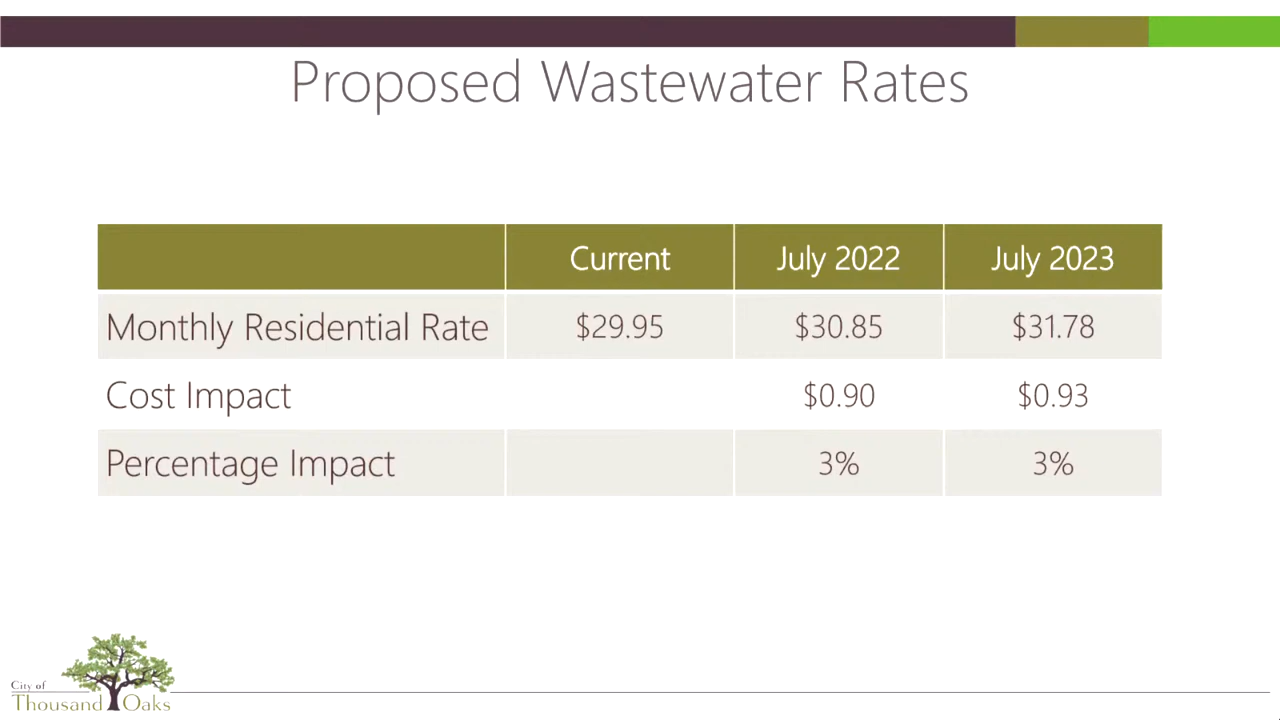 Proposed Wastewater Rates
Current July 2022 July 2023
Monthly Residential Rate $29.95 $30.85 $31.78
Cost Impact $0.90 $0.93
Percentage Impact 3% 3%
City of
Thousand Oaks